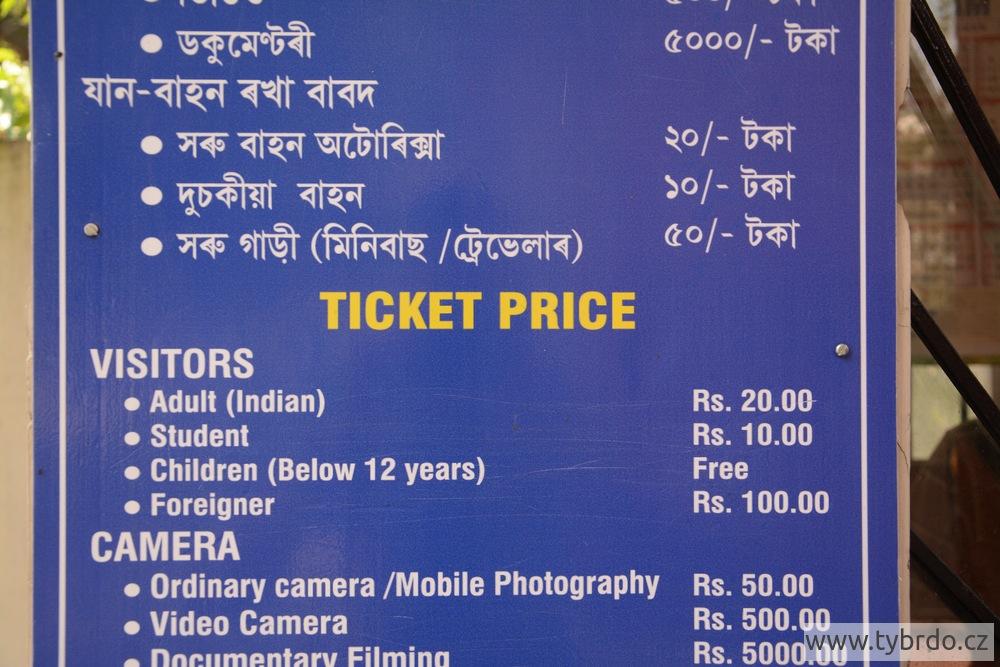 ডকুমেণ্টৰী ৫০০০/- টকা
যান-বাহন ৰখা বাবদ
সৰু বাহন অটোৰিক্সা ২০/- টকা
দুচকীয়া বাহন ১০/- টকা
সৰু গাড়ী (মিনিবাছ /ট্ৰেভেলাৰ) ৫০/- টকা
TICKET PRICE
VISITORS
Adult (Indian) Rs. 20.00
Student Rs. 10.00
Children (Below 12 years) Free
Foreigner Rs. 100.00
CAMERA
Ordinary camera /Mobile Photography Rs. 50.00
Video Camera Rs. 500.00
Documentary Filming Rs. 5000.00
www.tybrdo.cz